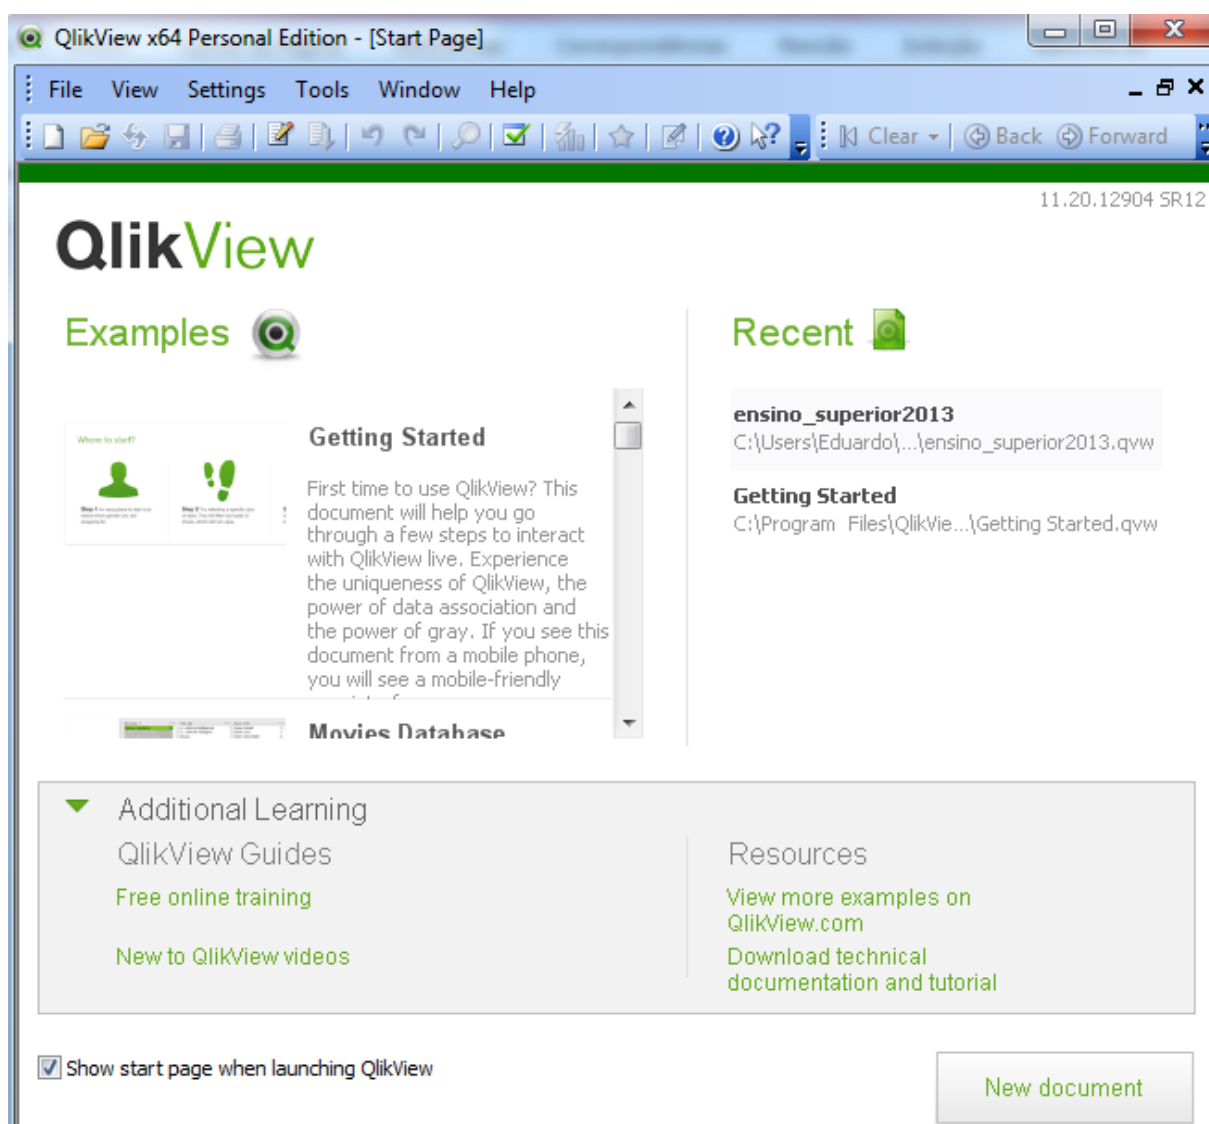 QlikView x64 Personal Edition - [Start Page]
File View Settings Tools Window Help
Clear Back Forward
11.20.12904 SR12
QlikView
Examples
Recent
Where to start?
Getting Started
First time to use QlikView? This
document will help you go
through a few steps to interact
with QlikView live. Experience
the uniqueness of QlikView, the
power of data association and
the power of gray. If you see this
document from a mobile phone,
you will see a mobile-friendly
Movies Database
ensino_superior2013
C:\Users\Eduardo\...\ensino_superior2013.qvw
Getting Started
C:\Program Files\QlikVie...\Getting Started.qvw
Additional Learning
QlikView Guides
Free online training
New to QlikView videos
Resources
View more examples on
QlikView.com
Download technical
documentation and tutorial
Show start page when launching QlikView
New document